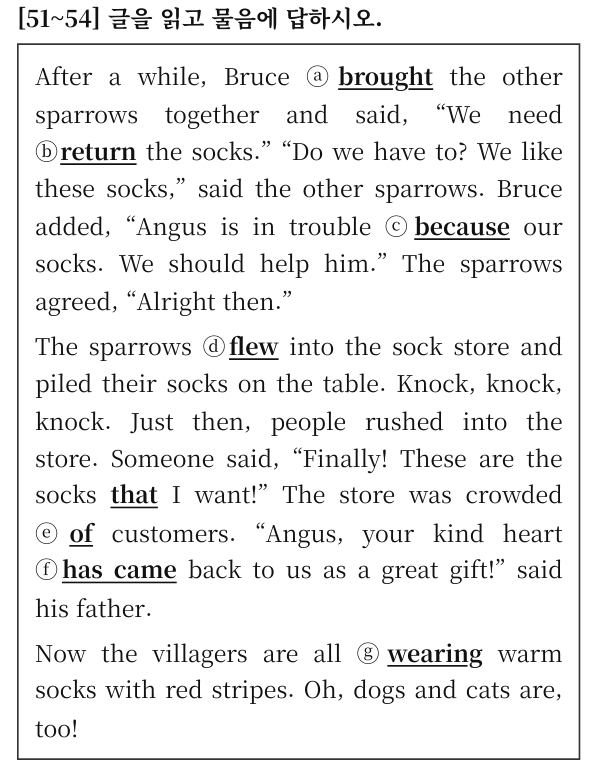 [51~54] 글을 읽고 물음에 답하시오.
After a while, Bruce ⓐ brought the other
sparrows together and said, “We need
ⓑreturn the socks.” “Do we have to? We like
these socks,” said the other sparrows. Bruce
added, “Angus is in trouble ⓒ because our
socks. We should help him.” The sparrows
agreed, “Alright then.”
The sparrows ⓓflew into the sock store and
piled their socks on the table. Knock, knock,
knock. Just then, people rushed into the
store. Someone said, “Finally! These are the
socks that I want!” The store was crowded
ⓔ of customers. “Angus, your kind heart
ⓕhas came back to us as a great gift!” said
his father.
Now the villagers are all ⓖ wearing warm
socks with red stripes. Oh, dogs and cats are,
too!